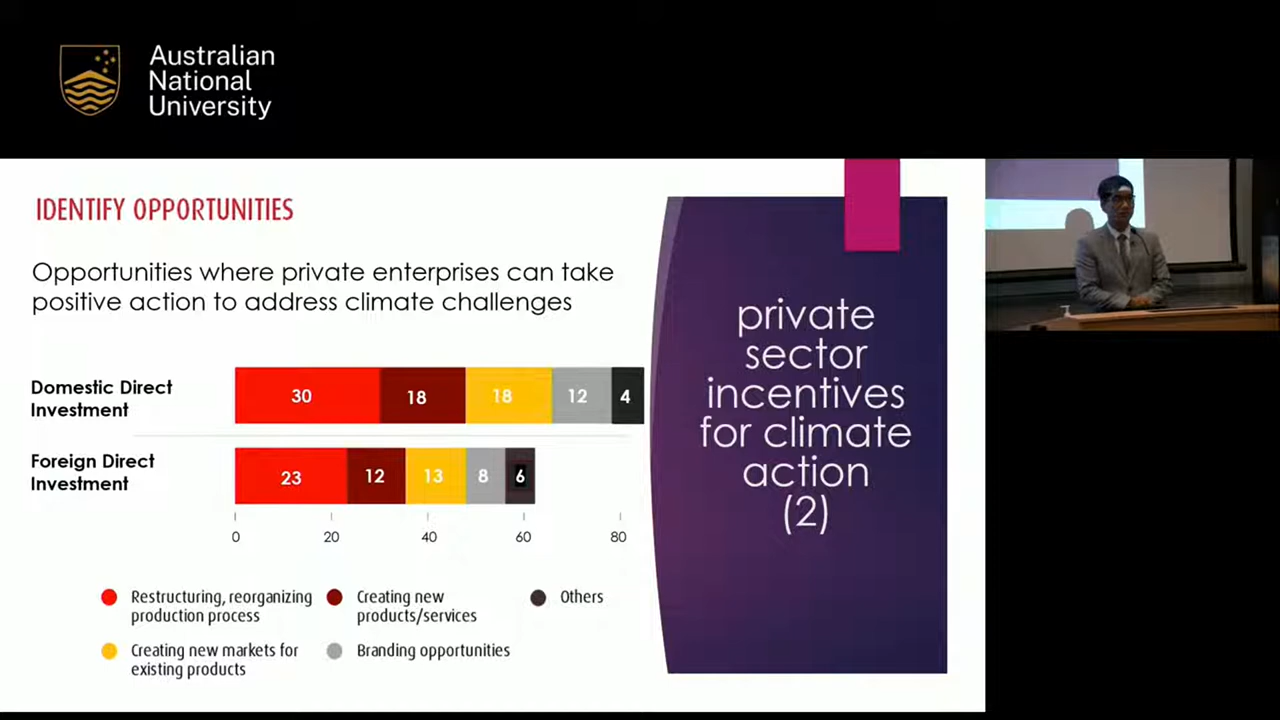 Australian
National
University
IDENTIFY OPPORTUNITIES
Opportunities where private enterprises can take
positive action to address climate challenges
Domestic Direct
Investment
30 18 18 12 4
Foreign Direct
Investment
23 12 13 8 6
0 20 40 60 80
Restructuring, reorganizing
production process
Creating new
products/services
Others
Creating new markets for
existing products
Branding opportunities
private
sector
incentives
for climate
action
(2)